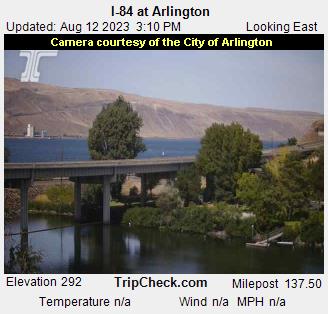 I-84 at Arlington
Updated: Aug 12 2023 3:10 PM Looking East
Camera courtesy of the City of Arlington
Elevation 292 TripCheck.com Milepost 137.50
Temperature n/a Wind n/a MPH n/a